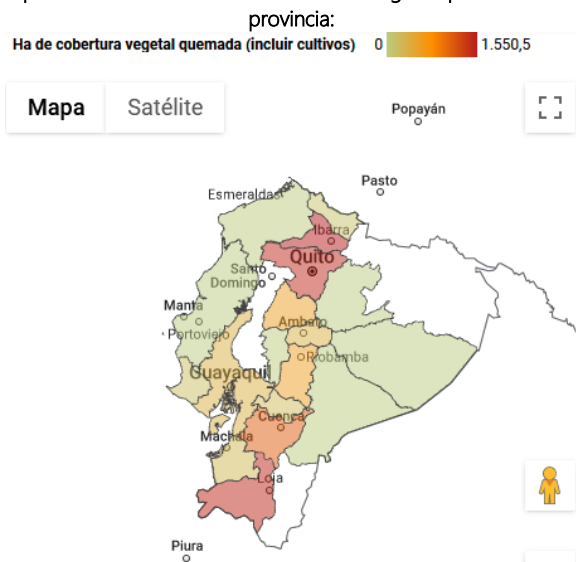 provincia:
Ha de cobertura vegetal quemada (incluir cultivos) 0 1.550,5
Mapa Satélite
Popayán
Pasto
Esmeraldas
Ibarra
Quito
Santo
Domingo
Manta
Portoviejo
Ambato
Riobamba
Guayaquil
Cuenca
Machala
Loja
Piura